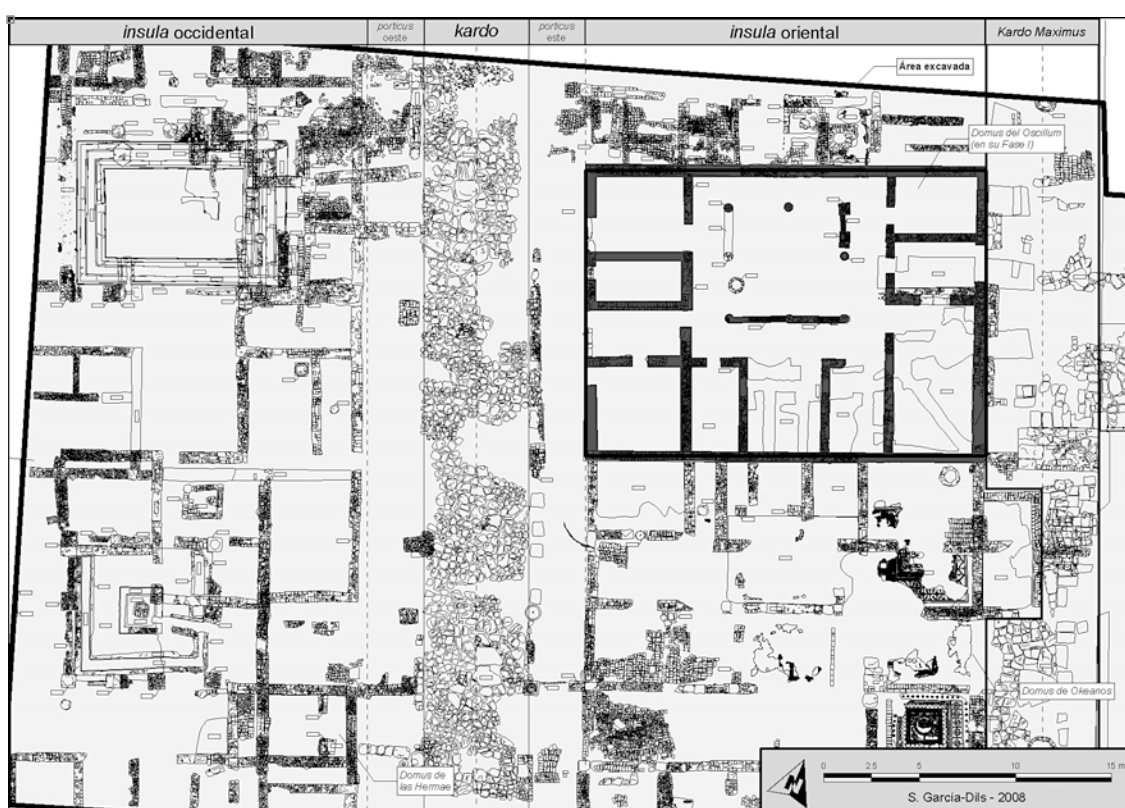 insula occidental
porticus
oeste
kardo
porticus
este
insula oriental
Kardo Maximus
Área excavada
Domus del Oscillum
(en su Fase I)
Domus de Okeanos
Domus de
las Hermae
N
0 2.5 5 10 15 m
S. García-Dils - 2008